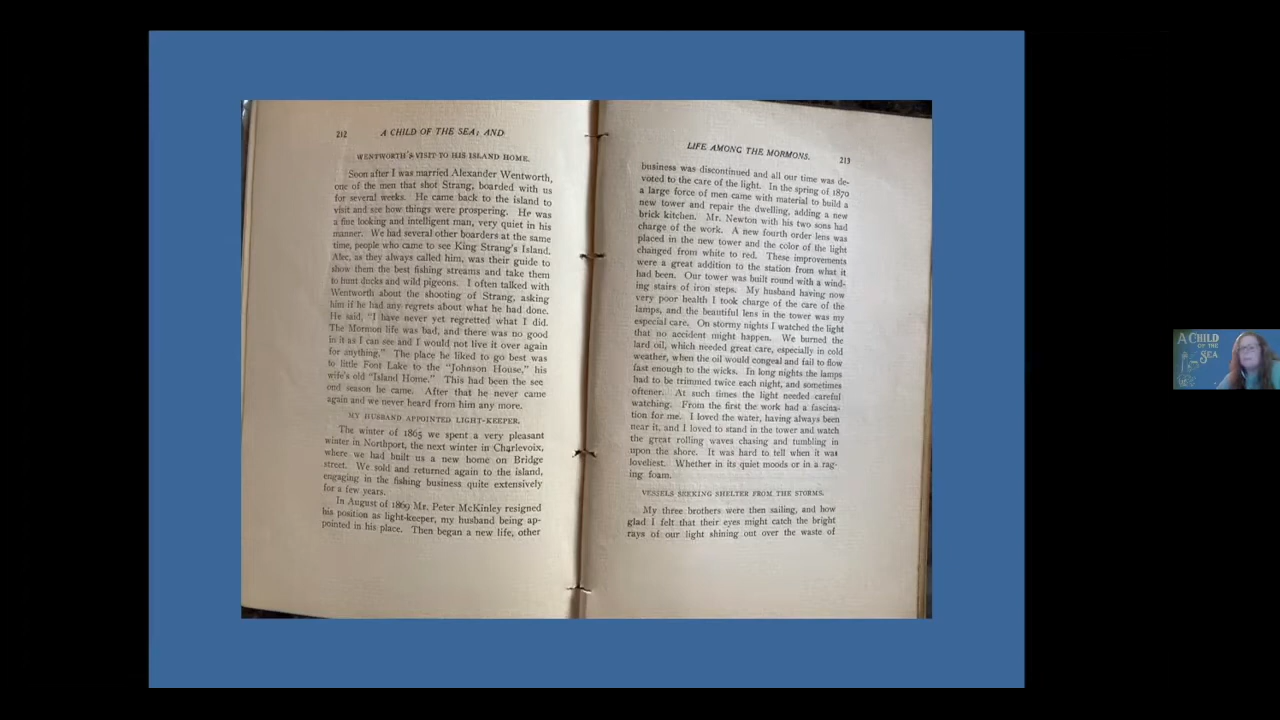 212
A CHILD OF THE SEA; AND
WENTWORTH'S VISIT TO HIS ISLAND HOME.
Soon after I was married Alexander Wentworth,
one of the men that shot Strang, boarded with us
for several weeks. He came back to the island to
visit and see how things were prospering. He was
a fine looking and intelligent man, very quiet in his
manner. We had several other boarders at the same
time, people who came to see King Strang's Island.
Alec, as they always called him, was their guide to
show them the best fishing streams and take them
to hunt ducks and wild pigeons. I often talked with
Wentworth about the shooting of Strang, asking
him if he had any regrets about what he had done.
He said, "I have never yet regretted what I did.
The Mormon life was bad, and there was no good
in it as I can see and I would not live it over again
for anything." The place he liked to go best was
to little Font Lake to the "Johnson House," his
wife's old "Island Home." This had been the sec
ond season he came. After that he never came
again and we never heard from him any more.
MY HUSBAND APPOINTED LIGHT-KEEPER.
The winter of 1865 we spent a very pleasant
winter in Northport, the next winter in Charlevoix,
where we had built us a new home on Bridge
street. We sold and returned again to the island,
engaging in the fishing business quite extensively
for a few years.
In August of 1869 Mr. Peter McKinley resigned
his position as light-keeper, my husband being ap-
pointed in his place. Then began a new life, other
LIFE AMONG THE MORMONS.
213
business was discontinued and all our time was de-
voted to the care of the light. In the spring of 1870
a large force of men came with material to build a
new tower and repair the dwelling, adding a new
brick kitchen. Mr. Newton with his two sons had
charge of the work. A new fourth order lens was
placed in the new tower and the color of the light
changed from white to red. These improvements
were a great addition to the station from what it
had been. Our tower was built round with a wind-
ing stairs of iron steps. My husband having now
very poor health I took charge of the care of the
lamps, and the beautiful lens in the tower was my
especial care. On stormy nights I watched the light
that no accident might happen. We burned the
lard oil, which needed great care, especially in cold
weather, when the oil would congeal and fail to flow
fast enough to the wicks. In long nights the lamps
had to be trimmed twice each night, and sometimes
oftener. At such times the light needed careful
watching. From the first the work had a fascina-
tion for me. I loved the water, having always been
near it, and I loved to stand in the tower and watch
the great rolling waves chasing and tumbling in
upon the shore. It was hard to tell when it was
loveliest. Whether in its quiet moods or in a rag-
ing foam.
VESSELS SEEKING SHELTER FROM THE STORMS.
My three brothers were then sailing, and how
glad I felt that their eyes might catch the bright
rays of our light shining out over the waste of
A CHILD
OF THE
SEA